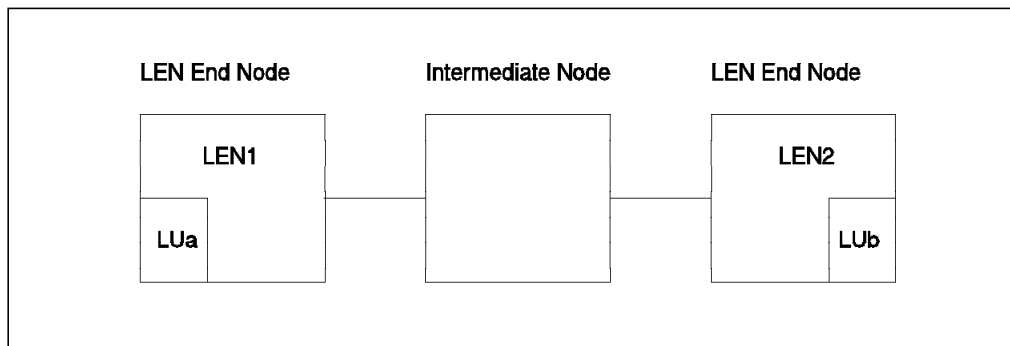 LEN End Node
Intermediate Node
LEN End Node
LEN1
LEN2
LUa
LUb